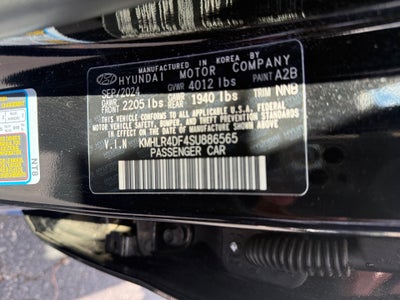 MANUFACTURED IN KOREA BY
HYUNDAI MOTOR COMPANY
SEP/2024 GVWR 4012 lbs PAINT A2B
GAWR FRONT 2205 lbs GAWR REAR 1940 lbs TRIM NNB
THIS VEHICLE CONFORMS TO ALL APPLICABLE U.S.A. FEDERAL
MOTOR VEHICLE SAFETY, BUMPER, AND THEFT PREVENTION STANDARDS
IN EFFECT ON THE DATE OF MANUFACTURE SHOWN ABOVE.
V.I.N KMHLR4DF4SU886565
PASSENGER CAR
NT8